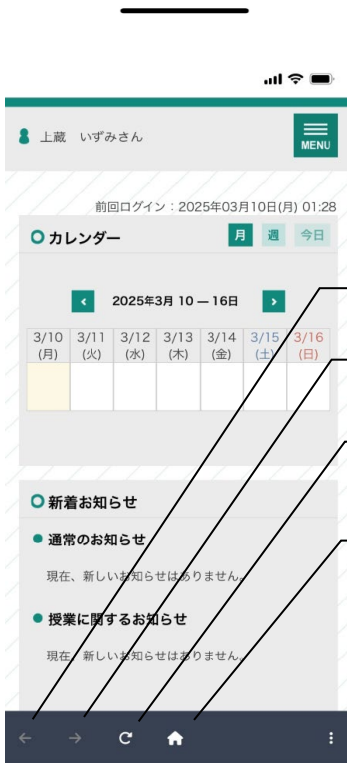 上蔵 いずみさん
MENU
前回ログイン：2025年03月10日(月) 01:28
カレンダー 月 週 今日
2025年3月 10 — 16日
3/10 3/11 3/12 3/13 3/14 3/15 3/16
(月) (火) (水) (木) (金) (土) (日)
新着お知らせ
通常のお知らせ
現在、新しいお知らせはありません。
授業に関するお知らせ
現在、新しいお知らせはありません。